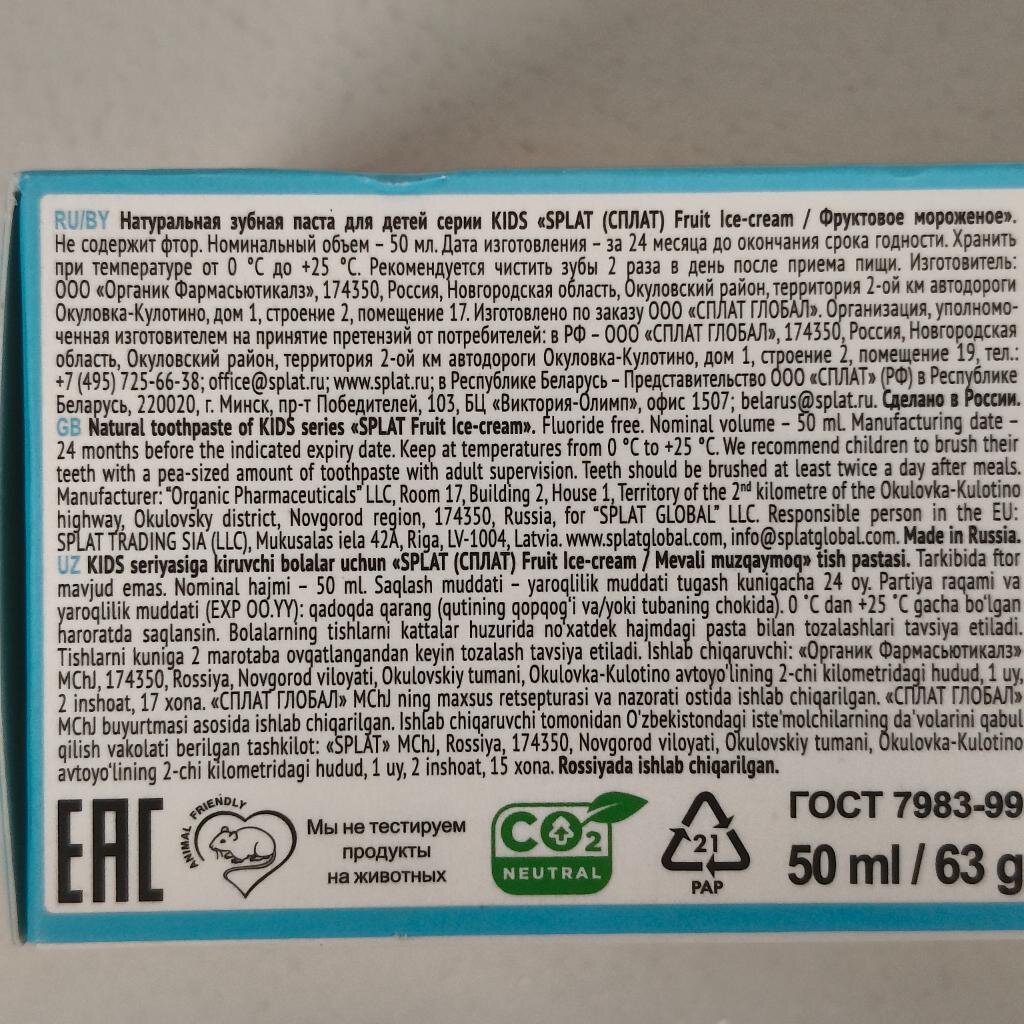 RU/BY Натуральная зубная паста для детей серии KIDS «SPLAT (СПЛАТ) Fruit Ice-cream / Фруктовое мороженое».
Не содержит фтор. Номинальный объем – 50 мл. Дата изготовления – за 24 месяца до окончания срока годности. Хранить
при температуре от 0 °C до +25 °C. Рекомендуется чистить зубы 2 раза в день после приема пищи. Изготовитель:
ООО «Органик Фармасьютикалз», 174350, Россия, Новгородская область, Окуловский район, территория 2-ой км автодороги
Окуловка-Кулотино, дом 1, строение 2, помещение 17. Изготовлено по заказу ООО «СПЛАТ ГЛОБАЛ». Организация, уполномо-
ченная изготовителем на принятие претензий от потребителей: в РФ – ООО «СПЛАТ ГЛОБАЛ», 174350, Россия, Новгородская
область, Окуловский район, территория 2-ой км автодороги Окуловка-Кулотино, дом 1, строение 2, помещение 19, тел.:
+7 (495) 725-66-38; office@splat.ru; www.splat.ru; в Республике Беларусь – Представительство ООО «СПЛАТ» (РФ) в Республике
Беларусь, 220020, г. Минск, пр-т Победителей, 103, БЦ «Виктория-Олимп», офис 1507; belarus@splat.ru. Сделано в России.
GB Natural toothpaste of KIDS series «SPLAT Fruit Ice-cream». Fluoride free. Nominal volume – 50 ml. Manufacturing date –
24 months before the indicated expiry date. Keep at temperatures from 0 °C to +25 °C. We recommend children to brush their
teeth with a pea-sized amount of toothpaste with adult supervision. Teeth should be brushed at least twice a day after meals.
Manufacturer: "Organic Pharmaceuticals" LLC, Room 17, Building 2, House 1, Territory of the 2nd kilometre of the Okulovka-Kulotino
highway, Okulovsky district, Novgorod region, 174350, Russia, for "SPLAT GLOBAL" LLC. Responsible person in the EU:
SPLAT TRADING SIA (LLC), Mukusalas iela 42A, Riga, LV-1004, Latvia. www.splatglobal.com, info@splatglobal.com. Made in Russia.
UZ KIDS seriyasiga kiruvchi bolalar uchun «SPLAT (СПЛАТ) Fruit Ice-cream / Mevali muzqaymoq» tish pastasi. Tarkibida ftor
mavjud emas. Nominal hajmi – 50 ml. Saqlash muddati – yaroqlilik muddati tugash kunigacha 24 oy. Partiya raqami va
yaroqlilik muddati (EXP OO.YY): qadoqda qarang (qutining qopqog‘i va/yoki tubaning chokida). 0 °C dan +25 °C gacha bo‘lgan
haroratda saqlansin. Bolalarning tishlarni kattalar huzurida no'xatdek hajmdagi pasta bilan tozalashlari tavsiya etiladi.
Tishlarni kuniga 2 marotaba ovqatlangandan keyin tozalash tavsiya etiladi. Ishlab chiqaruvchi: «Органик Фармасьютикалз»
MChJ, 174350, Rossiya, Novgorod viloyati, Okulovskiy tumani, Okulovka-Kulotino avtoyo'lining 2-chi kilometridagi hudud, 1 uy,
2 inshoat, 17 xona. «СПЛАТ ГЛОБАЛ» MChJ ning maxsus retsepturasi va nazorati ostida ishlab chiqarilgan. «СПЛАТ ГЛОБАЛ»
MChJ buyurtmasi asosida ishlab chiqarilgan. Ishlab chiqaruvchi tomonidan O'zbekistondagi iste'molchilarning da'volarini qabul
qilish vakolati berilgan tashkilot: «SPLAT» MChJ, Rossiya, 174350, Novgorod viloyati, Okulovskiy tumani, Okulovka-Kulotino
avtoyo‘lining 2-chi kilometridagi hudud, 1 uy, 2 inshoat, 15 xona. Rossiyada ishlab chiqarilgan.
EAC
ANIMAL FRIENDLY
Мы не тестируем
продукты
на животных
CO2
NEUTRAL
21
PAP
ГОСТ 7983-99
50 ml / 63 g